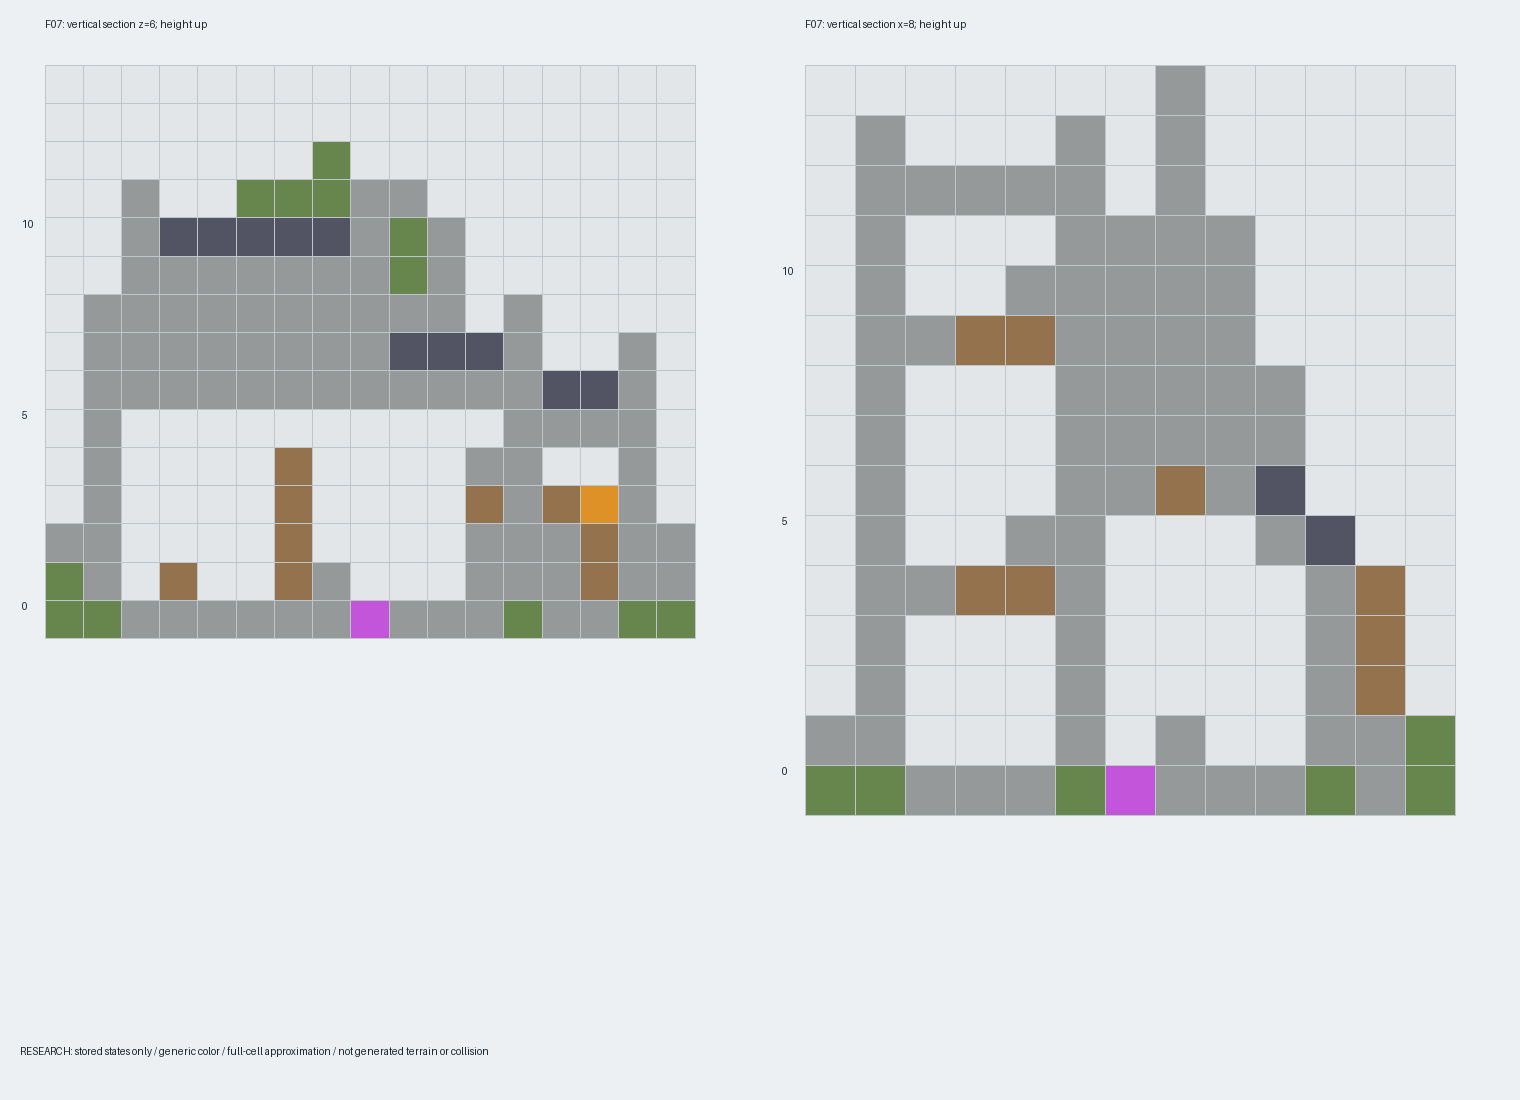 F07: vertical section z=6; height up
F07: vertical section x=8; height up
10
5
0
10
5
0
RESEARCH: stored states only / generic color / full-cell approximation / not generated terrain or collision